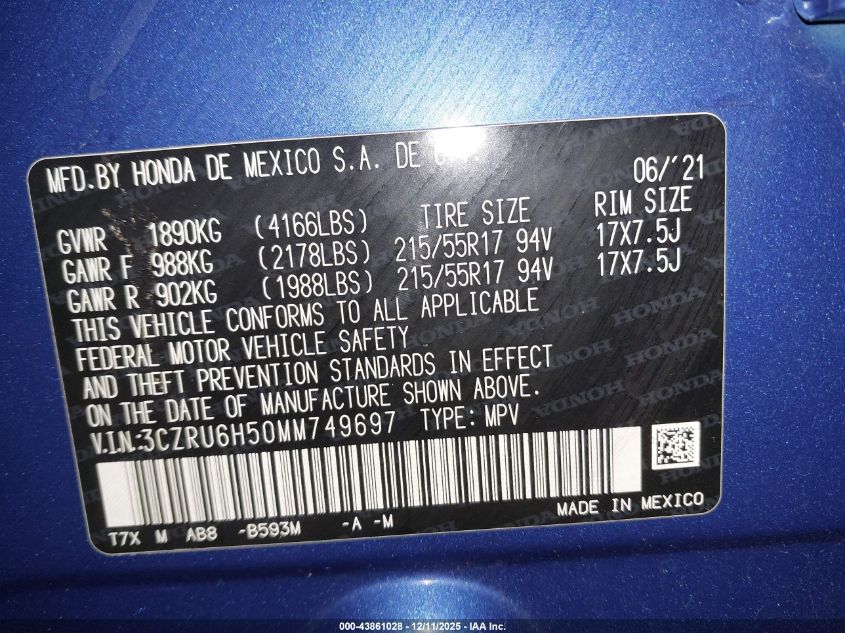 MFD.BY HONDA DE MEXICO S.A. DE C.V. 06/'21
TIRE SIZE RIM SIZE
GVWR 1890KG (4166LBS)
GAWR F 988KG (2178LBS) 215/55R17 94V 17X7.5J
GAWR R 902KG (1988LBS) 215/55R17 94V 17X7.5J
THIS VEHICLE CONFORMS TO ALL APPLICABLE
FEDERAL MOTOR VEHICLE SAFETY
AND THEFT PREVENTION STANDARDS IN EFFECT
ON THE DATE OF MANUFACTURE SHOWN ABOVE.
V.I.N.:3CZRU6H50MM749697 TYPE: MPV
T7X M AB8 -B593M -A -M MADE IN MEXICO
000-43861028 - 12/11/2025 - IAA Inc.